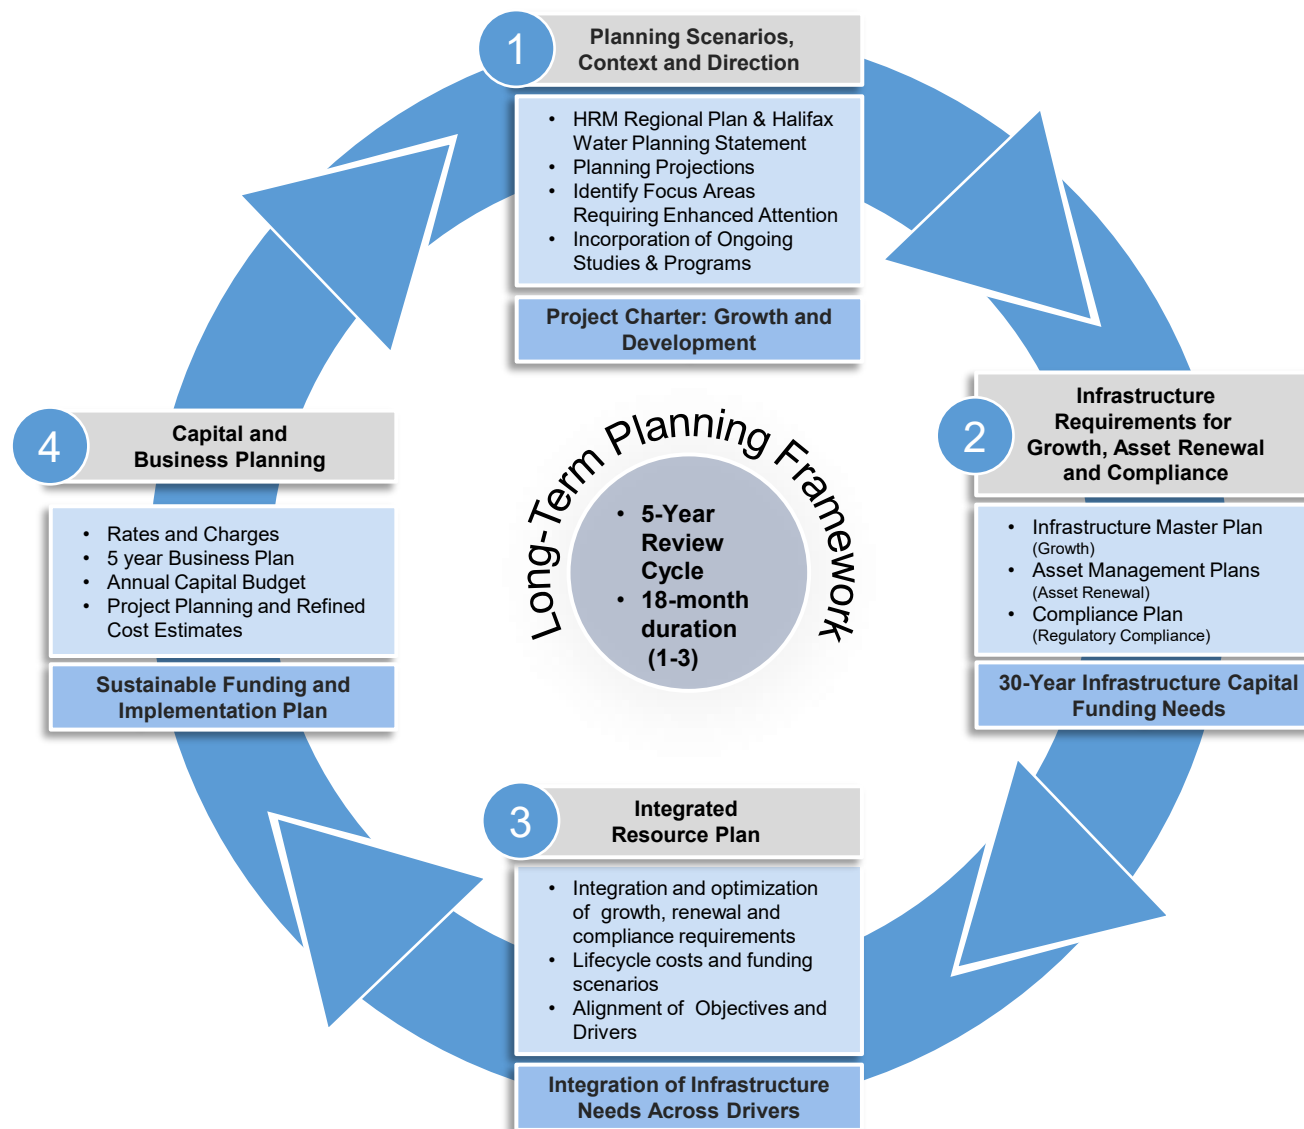 1
Planning Scenarios,
Context and Direction
• HRM Regional Plan & Halifax
Water Planning Statement
• Planning Projections
• Identify Focus Areas
Requiring Enhanced Attention
• Incorporation of Ongoing
Studies & Programs
Project Charter: Growth and
Development
2
Infrastructure
Requirements for
Growth, Asset Renewal
and Compliance
• Infrastructure Master Plan
(Growth)
• Asset Management Plans
(Asset Renewal)
• Compliance Plan
(Regulatory Compliance)
30-Year Infrastructure Capital
Funding Needs
3
Integrated
Resource Plan
• Integration and optimization
of growth, renewal and
compliance requirements
• Lifecycle costs and funding
scenarios
• Alignment of Objectives and
Drivers
Integration of Infrastructure
Needs Across Drivers
4
Capital and
Business Planning
• Rates and Charges
• 5 year Business Plan
• Annual Capital Budget
• Project Planning and Refined
Cost Estimates
Sustainable Funding and
Implementation Plan
Long-Term Planning Framework
• 5-Year
Review
Cycle
• 18-month
duration
(1-3)